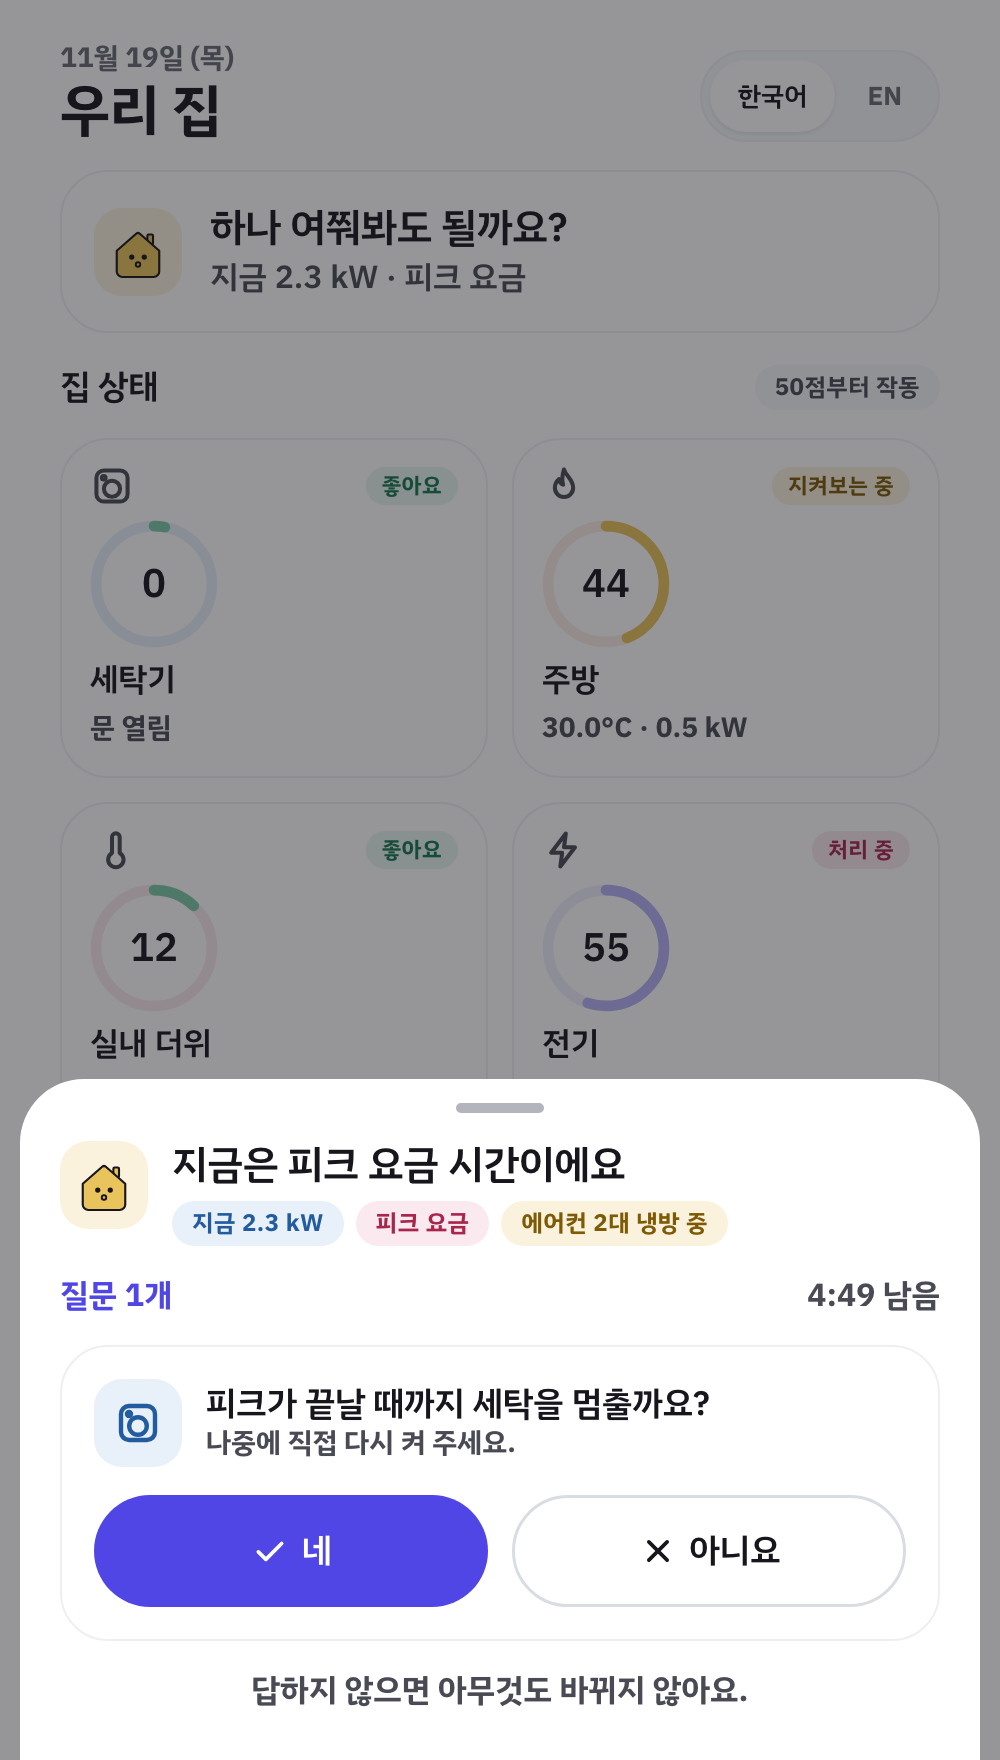 11월 19일 (목)
우리 집
한국어
EN
하나 여쭤봐도 될까요?
지금 2.3 kW · 피크 요금
집 상태
50점부터 작동
좋아요
0
세탁기
문 열림
지켜보는 중
44
주방
30.0°C · 0.5 kW
좋아요
12
실내 더위
처리 중
55
전기
지금은 피크 요금 시간이에요
지금 2.3 kW
피크 요금
에어컨 2대 냉방 중
질문 1개
4:49 남음
피크가 끝날 때까지 세탁을 멈출까요?
나중에 직접 다시 켜 주세요.
네
아니요
답하지 않으면 아무것도 바뀌지 않아요.